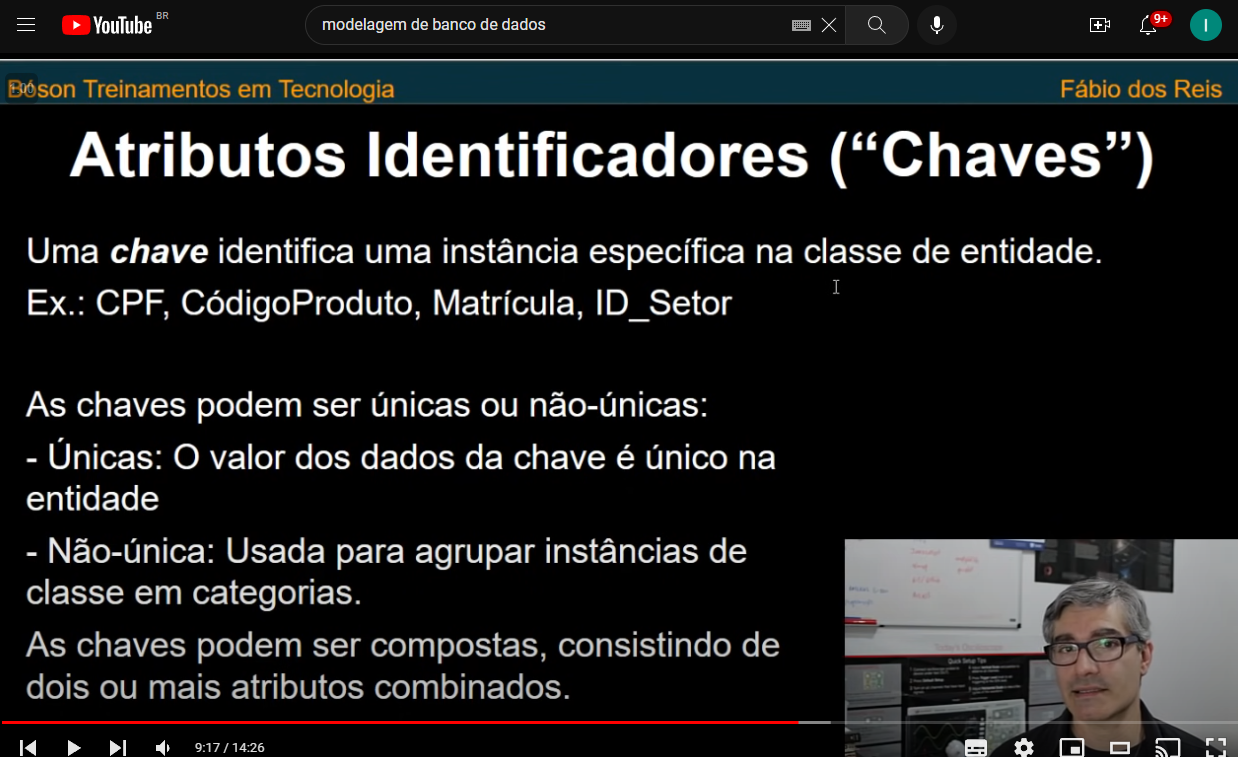 YouTube BR
modelagem de banco de dados
9+
I
Bóson Treinamentos em Tecnologia
Fábio dos Reis
Atributos Identificadores (“Chaves”)
Uma chave identifica uma instância específica na classe de entidade.
Ex.: CPF, CódigoProduto, Matrícula, ID_Setor
As chaves podem ser únicas ou não-únicas:
- Únicas: O valor dos dados da chave é único na
entidade
- Não-única: Usada para agrupar instâncias de
classe em categorias.
As chaves podem ser compostas, consistindo de
dois ou mais atributos combinados.
Quick Setup Tips
9:17 / 14:26